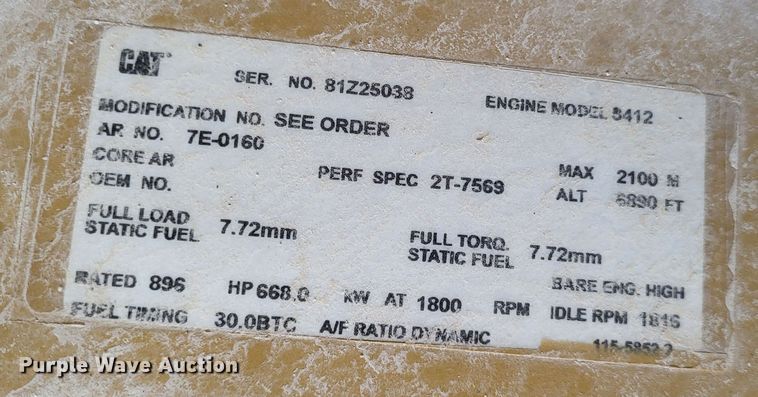 CAT
SER. NO. 81Z25038
ENGINE MODEL 3412
MODIFICATION NO. SEE ORDER
AR. NO. 7E-0160
CORE AR
PERF SPEC 2T-7569
MAX 2100 M
OEM NO.
ALT 6890 FT
FULL LOAD
STATIC FUEL 7.72mm
FULL TORQ.
STATIC FUEL 7.72mm
RATED 896 HP 668.0 kW AT 1800 RPM
BARE ENG. HIGH
IDLE RPM 1816
FUEL TIMING 30.0BTC A/F RATIO DYNAMIC
115-5852 2
Purple Wave Auction